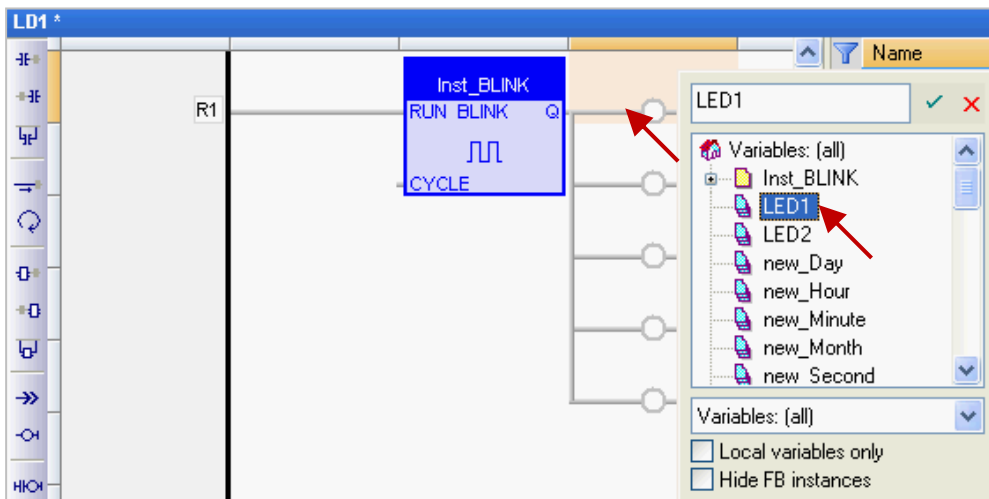 LD1 *
Name
Inst_BLINK
RUN BLINK Q
CYCLE
R1
LED1
Variables: (all)
Inst_BLINK
LED1
LED2
new_Day
new_Hour
new_Minute
new_Month
new_Second
Variables: (all)
Local variables only
Hide FB instances